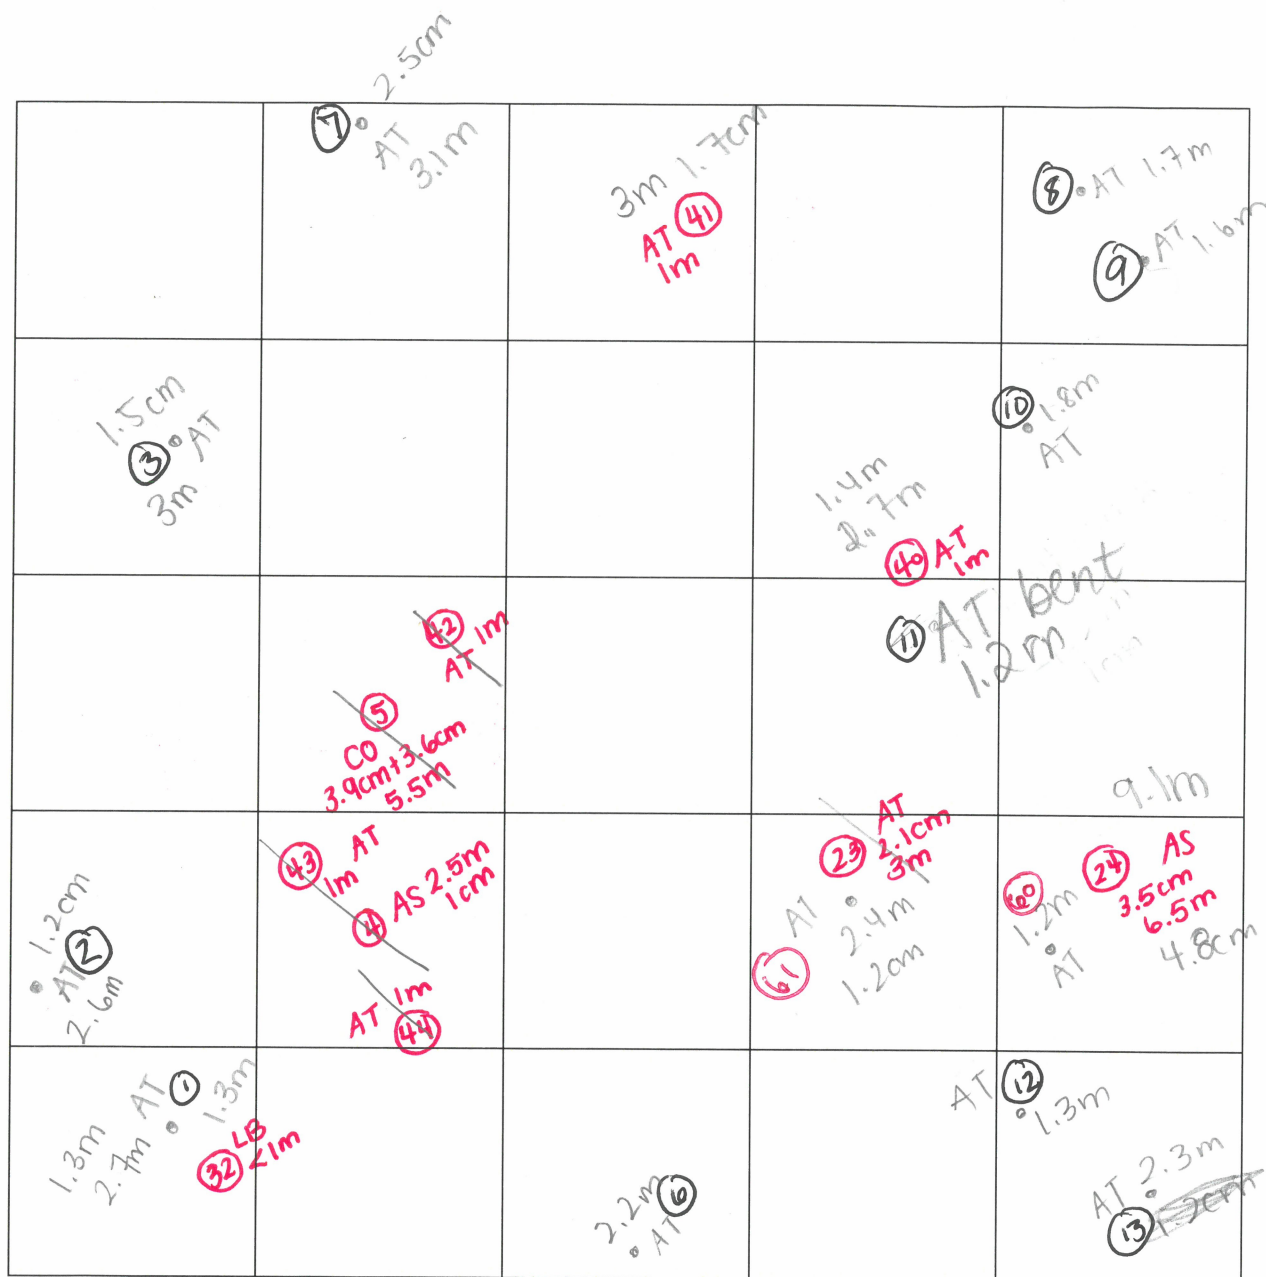 2.5cm
7 AT
3.1m
3m 1.7cm
41
AT
1m
8 AT 1.7m
9 AT 1.6m
1.5cm
3 AT
3m
10 1.8m
AT
1.4m
2.7m
40 AT
1m
11 AT bent
1.2m
42 1m
AT
5
CO
3.9cm+3.6cm
5.5m
9.1m
43 AT
1m
4 AS 2.5m
1cm
AT 1m
44
AT
23 2.1cm
3m
AT
2.4m
1.2cm
61
60
1.2m
AT
24 AS
3.5cm
6.5m
4.8cm
1.2cm
2
AT
2.6m
AT 1
1.3m
1.3m
2.7m
32 LB
<1m
2.2m 6
AT
AT 12
1.3m
AT 2.3m
13 1.2cm